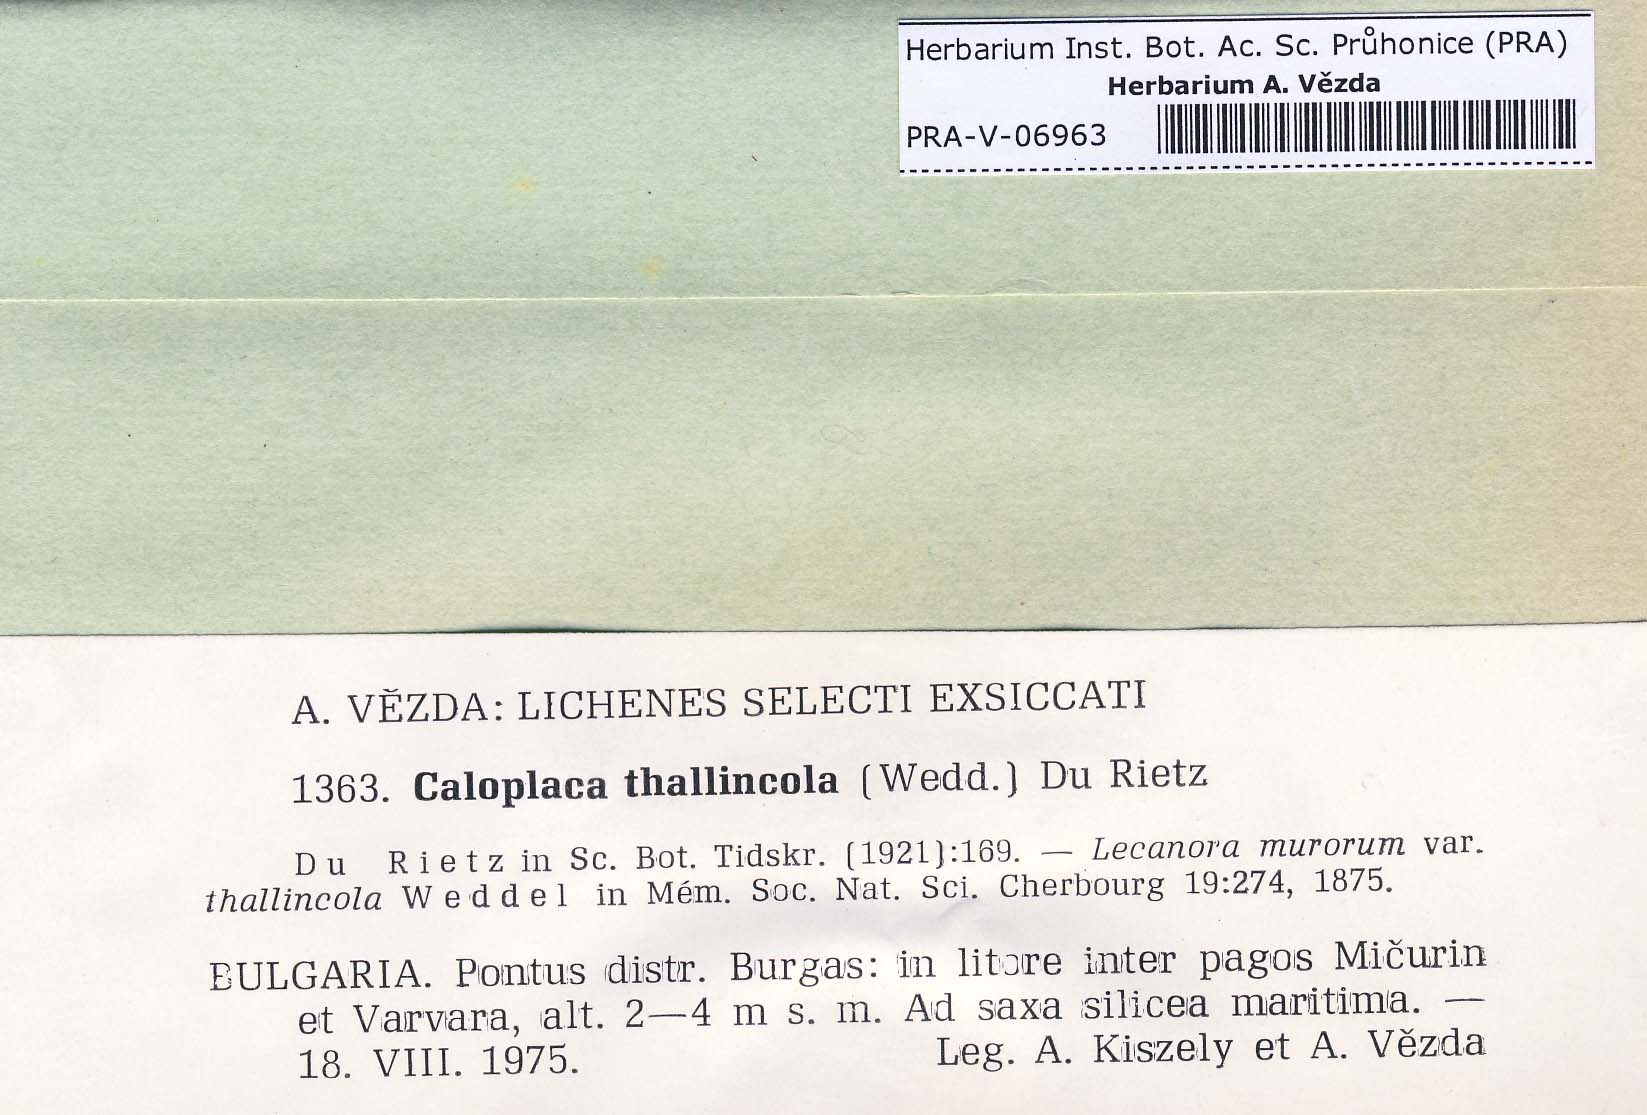 Herbarium Inst. Bot. Ac. Sc. Průhonice (PRA)
Herbarium A. Vězda
PRA-V-06963
A. VĚZDA: LICHENES SELECTI EXSICCATI
1363. Caloplaca thallincola (Wedd.) Du Rietz
Du Rietz in Sc. Bot. Tidskr. (1921):169. — Lecanora murorum var.
thallincola Weddel in Mém. Soc. Nat. Sci. Cherbourg 19:274, 1875.
BULGARIA. Pontus distr. Burgas: in litore inter pagos Mičurin
et Varvara, alt. 2—4 m s. m. Ad saxa silicea maritima. —
18. VIII. 1975. Leg. A. Kiszely et A. Vězda